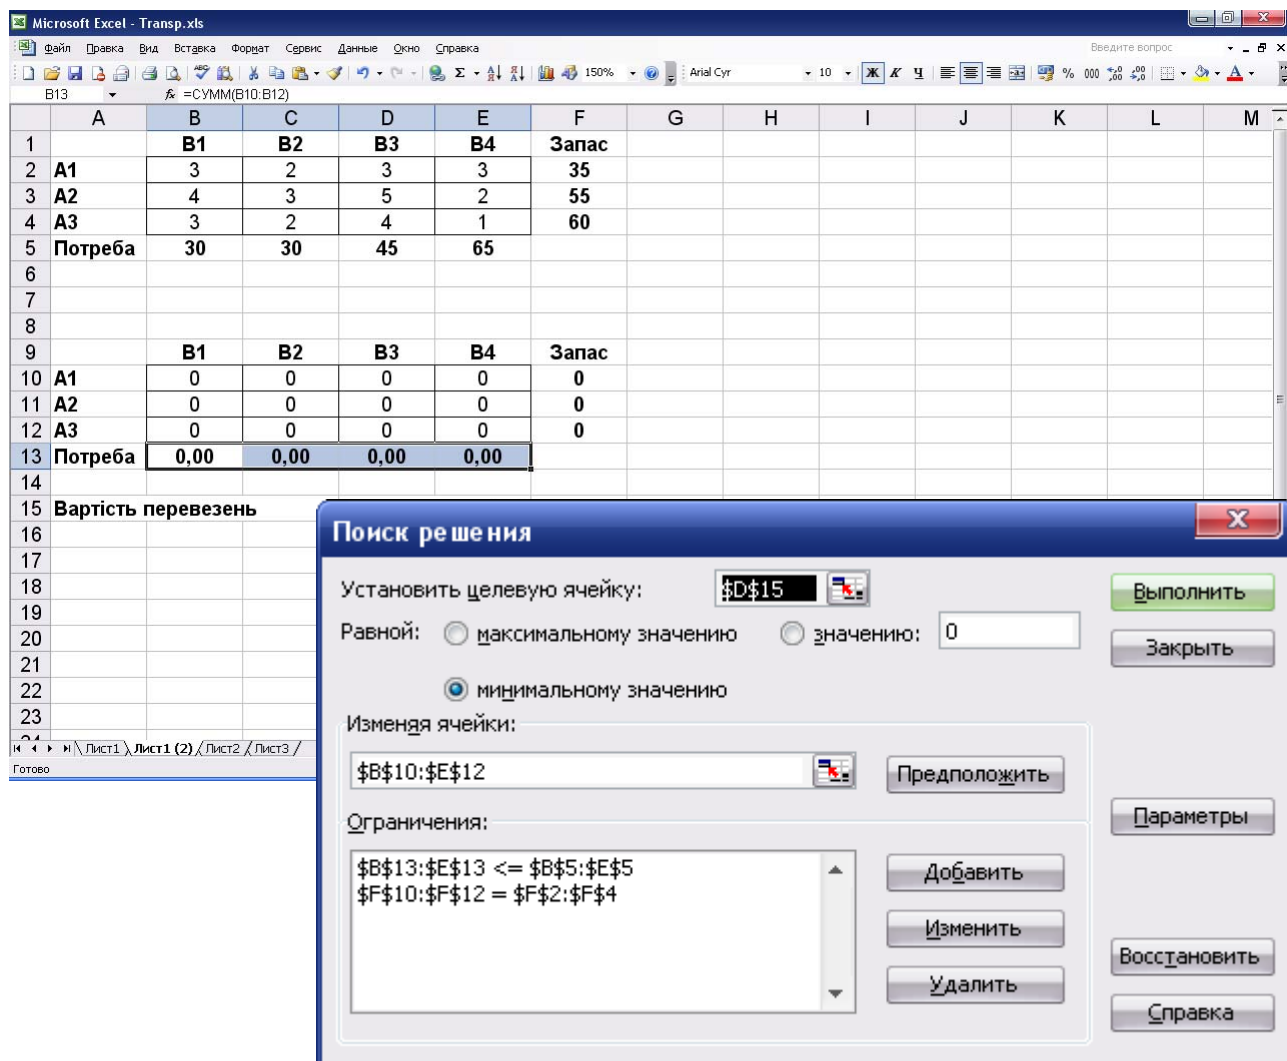 Microsoft Excel - Transp.xls
Файл Правка Вид Вставка Формат Сервис Данные Окно Справка Введите вопрос
150% Arial Cyr 10 Ж К Ч % 000
B13 fx =СУММ(B10:B12)
A B C D E F G H I J K L M
1 B1 B2 B3 B4 Запас
2 A1 3 2 3 3 35
3 A2 4 3 5 2 55
4 A3 3 2 4 1 60
5 Потреба 30 30 45 65
6
7
8
9 B1 B2 B3 B4 Запас
10 A1 0 0 0 0 0
11 A2 0 0 0 0 0
12 A3 0 0 0 0 0
13 Потреба 0,00 0,00 0,00 0,00
14
15 Вартість перевезень
16
17
18
19
20
21
22
23
Лист1 Лист1 (2) Лист2 Лист3
Готово
Поиск решения
Установить целевую ячейку: $D$15 Выполнить
Равной: максимальному значению значению: 0 Закрыть
минимальному значению
Изменяя ячейки:
$B$10:$E$12 Предположить
Ограничения: Параметры
$B$13:$E$13 <= $B$5:$E$5 Добавить
$F$10:$F$12 = $F$2:$F$4
Изменить
Восстановить
Удалить
Справка